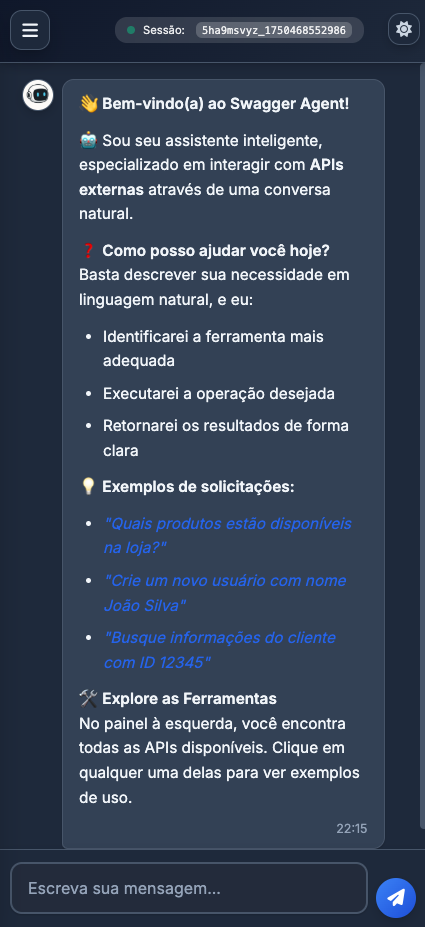 Sessão: 5ha9msvyz_1750468552986
👋 Bem-vindo(a) ao Swagger Agent!
🤖 Sou seu assistente inteligente,
especializado em interagir com APIs
externas através de uma conversa
natural.
❓ Como posso ajudar você hoje?
Basta descrever sua necessidade em
linguagem natural, e eu:
• Identificarei a ferramenta mais
adequada
• Executarei a operação desejada
• Retornarei os resultados de forma
clara
💡 Exemplos de solicitações:
• "Quais produtos estão disponíveis
na loja?"
• "Crie um novo usuário com nome
João Silva"
• "Busque informações do cliente
com ID 12345"
🛠️ Explore as Ferramentas
No painel à esquerda, você encontra
todas as APIs disponíveis. Clique em
qualquer uma delas para ver exemplos
de uso.
22:15
Escreva sua mensagem...